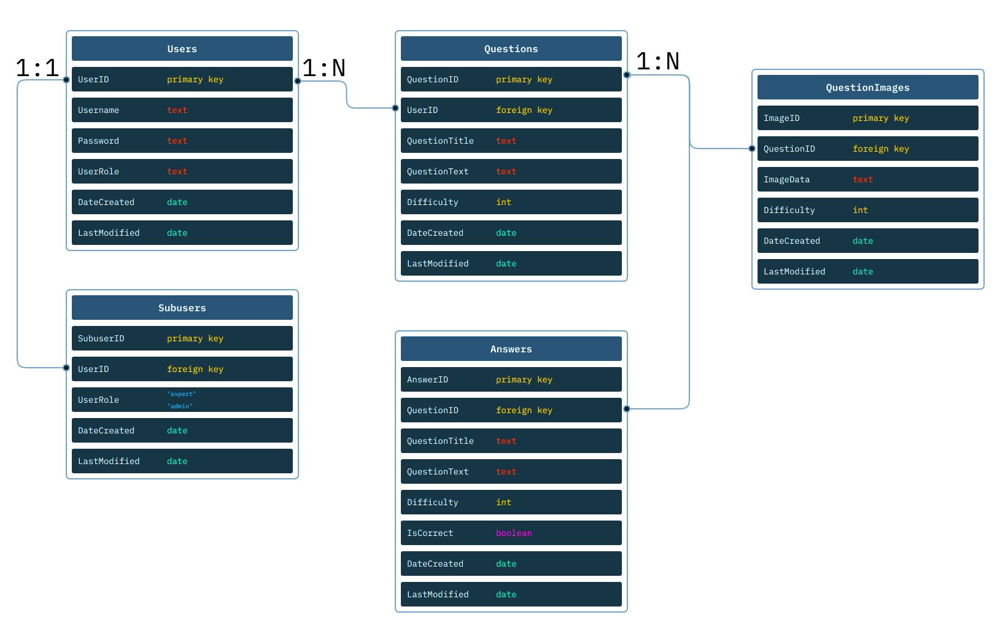 1:1
Users
UserID primary key
Username text
Password text
UserRole text
DateCreated date
LastModified date
1:N
Questions
QuestionID primary key
UserID foreign key
QuestionTitle text
QuestionText text
Difficulty int
DateCreated date
LastModified date
1:N
QuestionImages
ImageID primary key
QuestionID foreign key
ImageData text
Difficulty int
DateCreated date
LastModified date
Subusers
SubuserID primary key
UserID foreign key
UserRole "expert"
"admin"
DateCreated date
LastModified date
Answers
AnswerID primary key
QuestionID foreign key
QuestionTitle text
QuestionText text
Difficulty int
IsCorrect boolean
DateCreated date
LastModified date